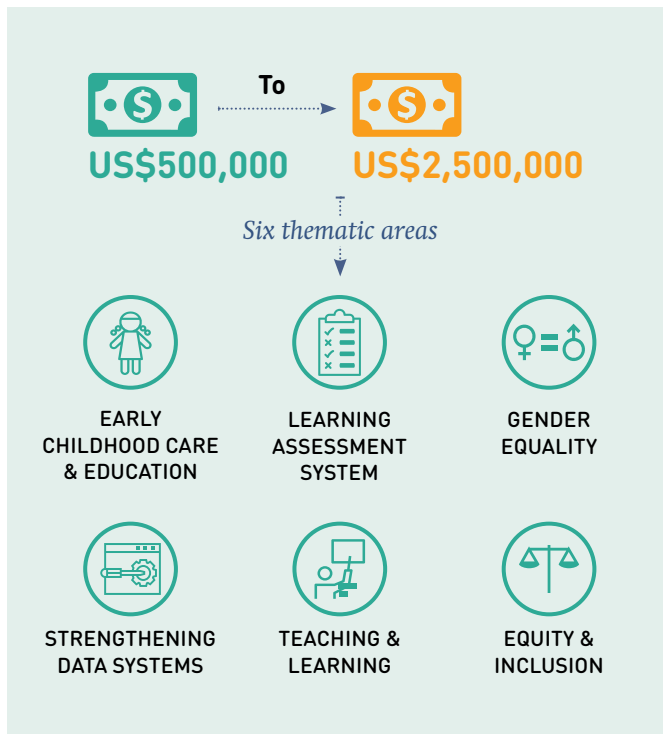 To
US$500,000
US$2,500,000
Six thematic areas
EARLY
CHILDHOOD CARE
& EDUCATION
LEARNING
ASSESSMENT
SYSTEM
GENDER
EQUALITY
STRENGTHENING
DATA SYSTEMS
TEACHING &
LEARNING
EQUITY &
INCLUSION